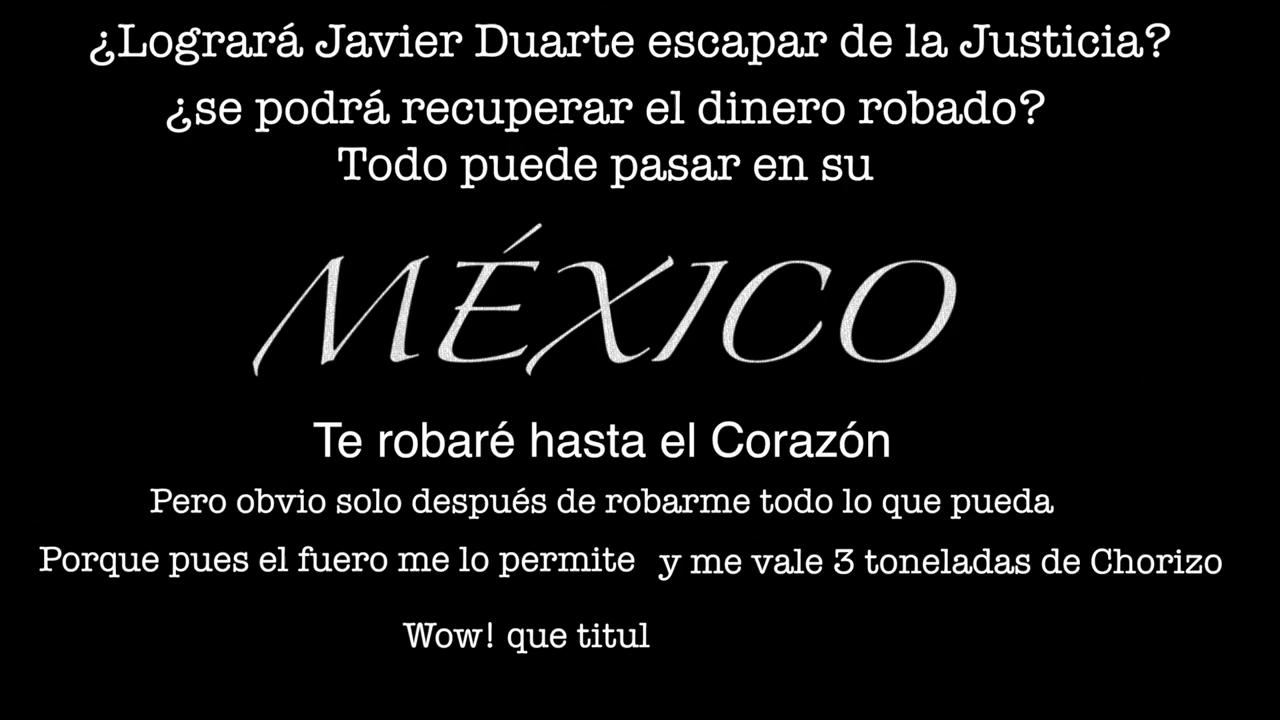 ¿Logrará Javier Duarte escapar de la Justicia?
¿se podrá recuperar el dinero robado?
Todo puede pasar en su
MÉXICO
Te robaré hasta el Corazón
Pero obvio solo después de robarme todo lo que pueda
Porque pues el fuero me lo permite y me vale 3 toneladas de Chorizo
Wow! que titul